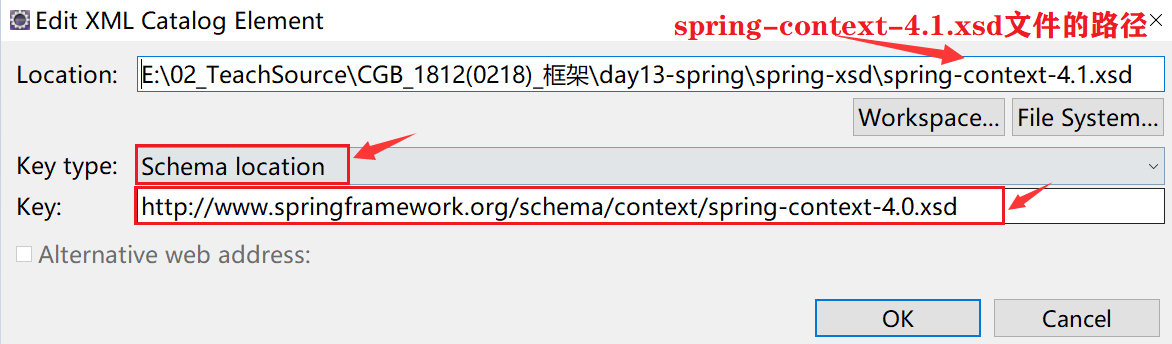 Edit XML Catalog Element
spring-context-4.1.xsd文件的路径
Location: E:\02_TeachSource\CGB_1812(0218)_框架\day13-spring\spring-xsd\spring-context-4.1.xsd
Workspace... File System...
Key type: Schema location
Key: http://www.springframework.org/schema/context/spring-context-4.0.xsd
Alternative web address:
OK Cancel